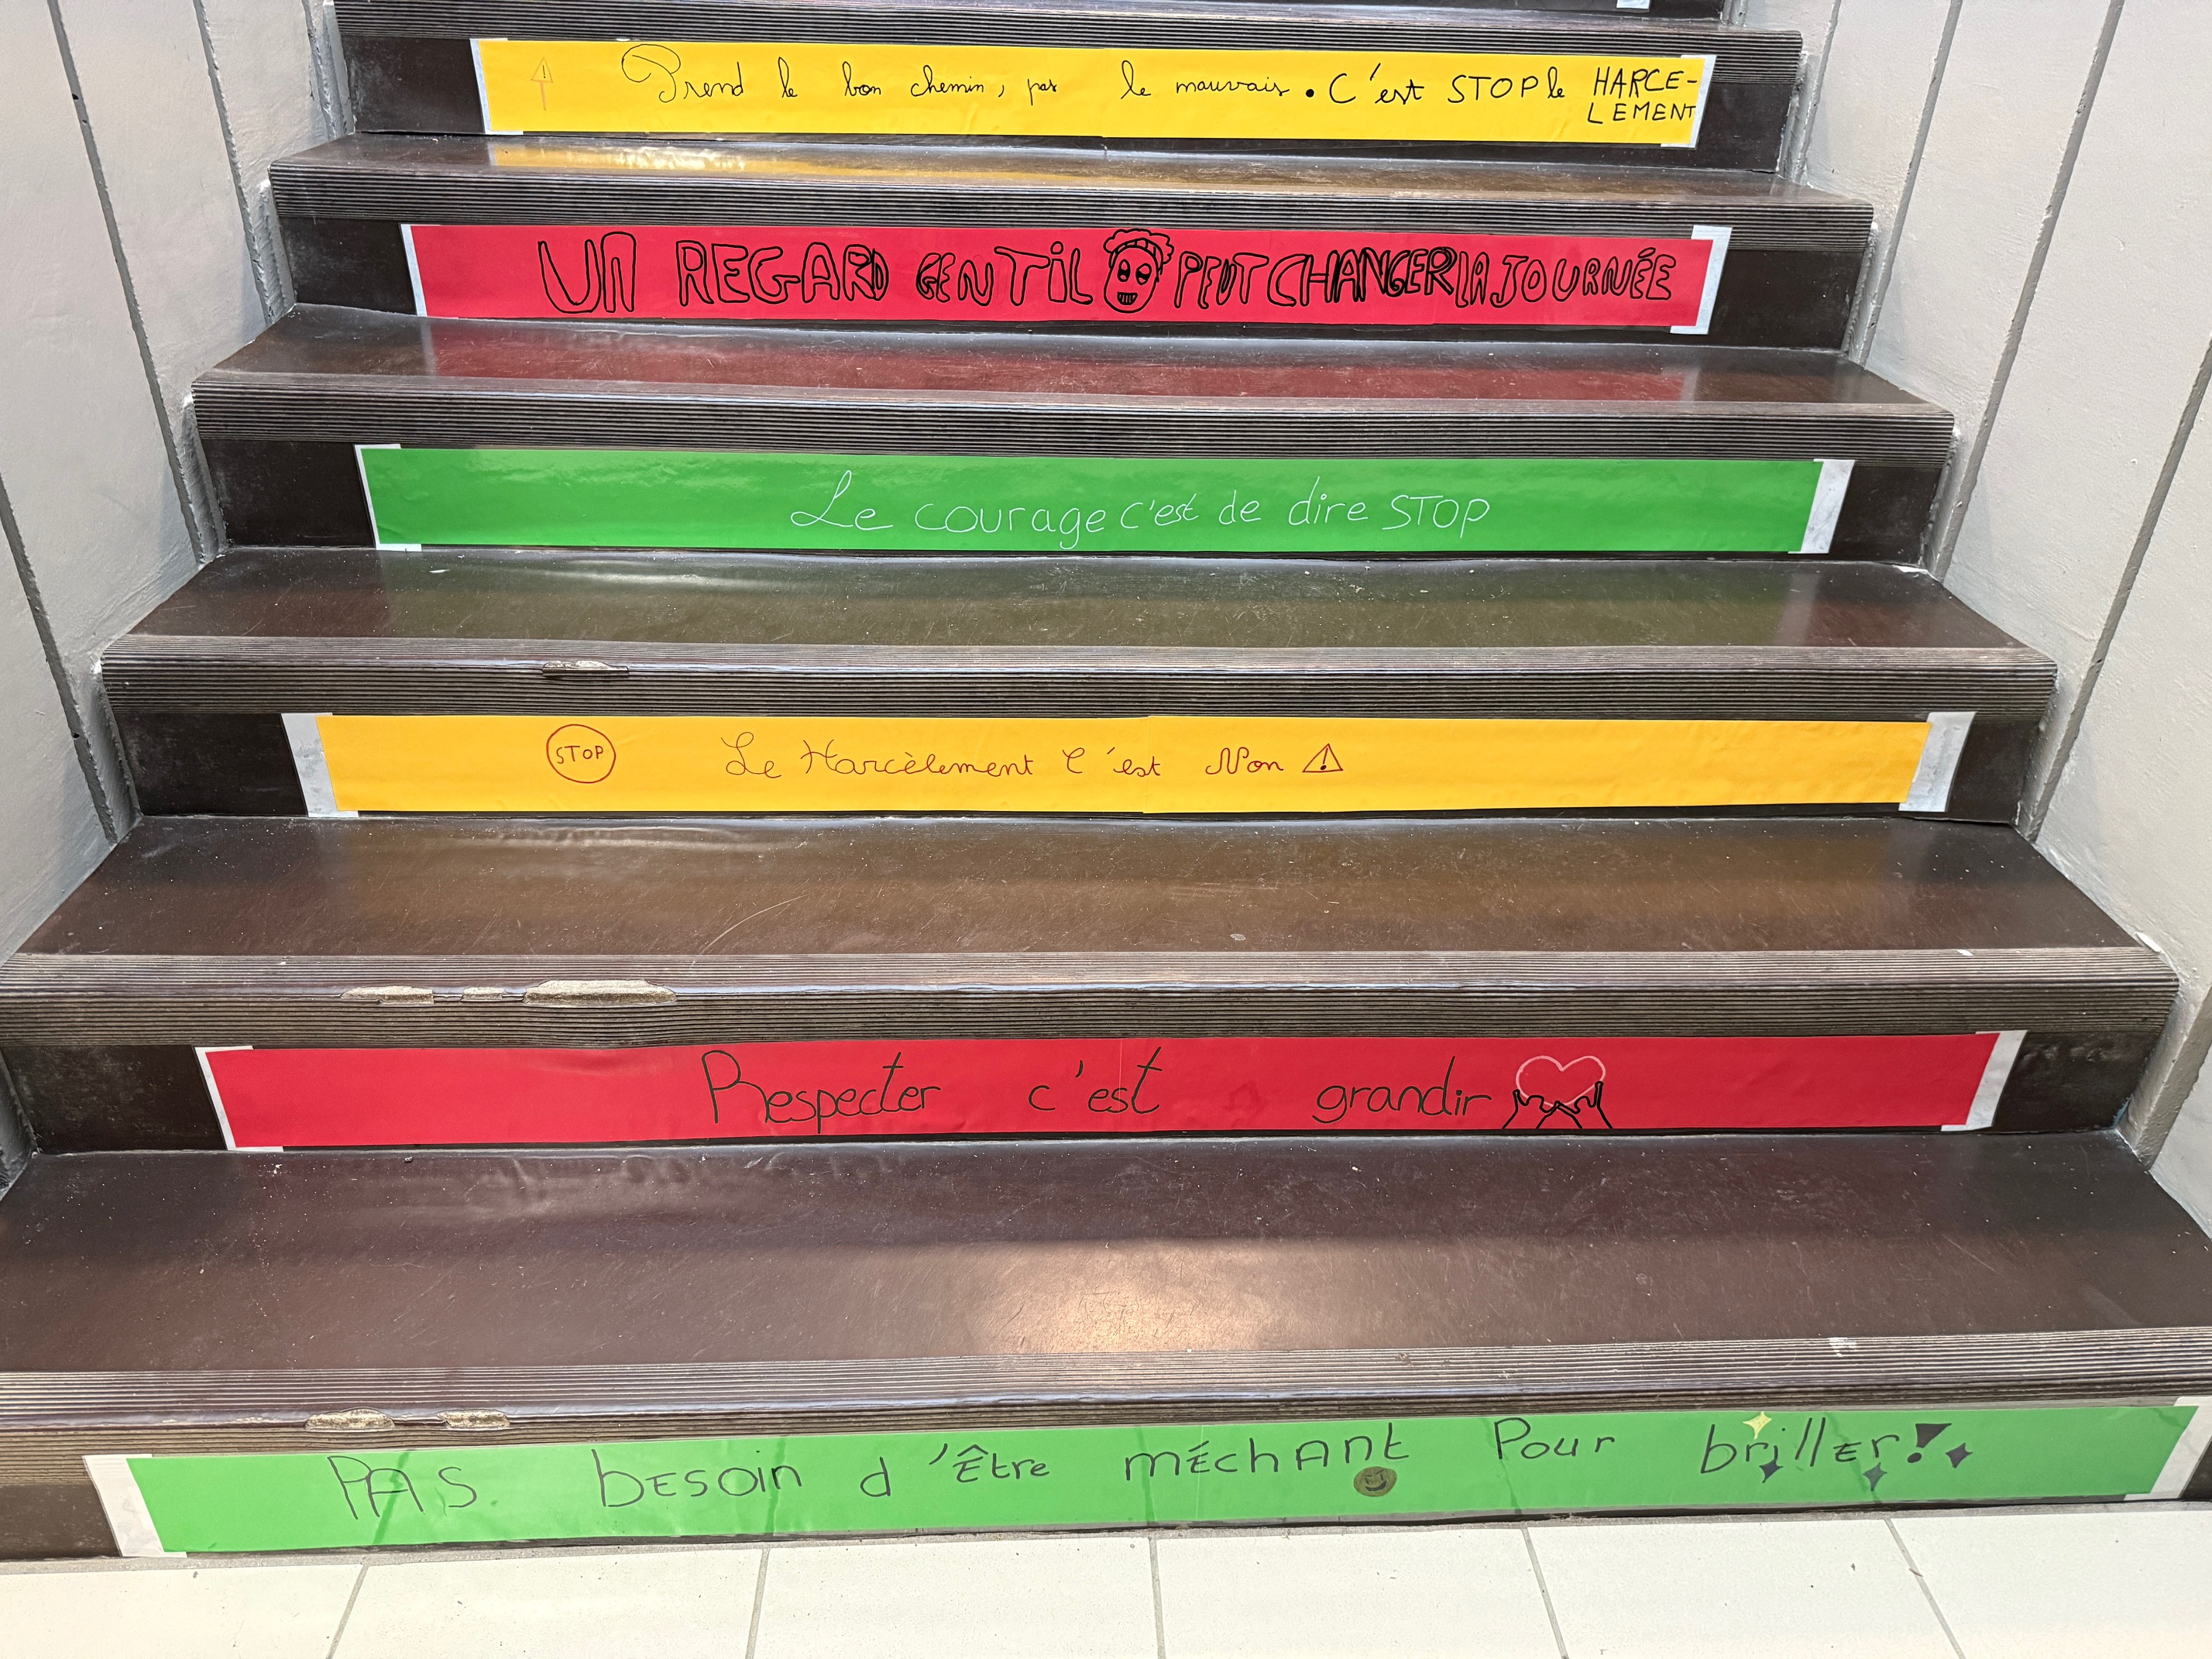 Prend le bon chemin, pas le mauvais. C'est STOP le HARCE-
LEMENT
UN REGARD GENTIL PEUT CHANGER LA JOURNÉE
Le courage c'est de dire STOP
STOP Le Harcèlement C'est Non
Respecter c'est grandir
PAS bESOin d'Être mÉchAnt Pour brillEr!